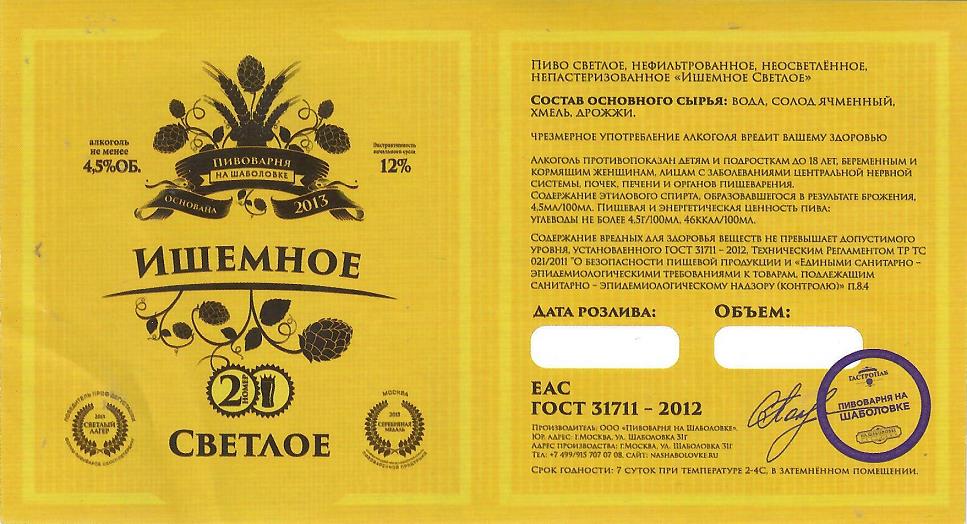 алкоголь
не менее
4,5%ОБ.
Экстрактивность
начального сусла
12%
Пивоварня
на Шаболовке
Основана
2013
Ишемное
2
НОМЕР
2013
Светлый
лагер
Москва
2013
Серебряная
медаль
Светлое
Пиво светлое, нефильтрованное, неосветлённое,
непастеризованное «Ишемное Светлое»
Состав основного сырья: вода, солод ячменный,
хмель, дрожжи.
Чрезмерное употребление алкоголя вредит вашему здоровью
Алкоголь противопоказан детям и подросткам до 18 лет, беременным и
кормящим женщинам, лицам с заболеваниями центральной нервной
системы, почек, печени и органов пищеварения.
Содержание этилового спирта, образовавшегося в результате брожения,
4,5мл/100мл. Пищевая и энергетическая ценность пива:
углеводы не более 4,5г/100мл, 46ккал/100мл.
Содержание вредных для здоровья веществ не превышает допустимого
уровня, установленного ГОСТ 31711 – 2012, Техническим Регламентом ТР ТС
021/2011 "О безопасности пищевой продукции и «Едиными санитарно –
эпидемиологическими требованиями к товарам, подлежащим
санитарно – эпидемиологическому надзору (контролю)» п.8.4
Дата розлива:
Объем:
ЕАС
ГОСТ 31711 – 2012
Производитель: ООО «Пивоварня на Шаболовке».
Юр. адрес: г.Москва, ул. Шаболовка 31г
Адрес производства: г.Москва, ул. Шаболовка 31г
Тел: +7 499/915 707 07 08, сайт: nashabolovke.ru
Срок годности: 7 суток при температуре 2-4С, в затемнённом помещении.
ГАСТРОПАБ
ПИВОВАРНЯ НА
ШАБОЛОВКЕ